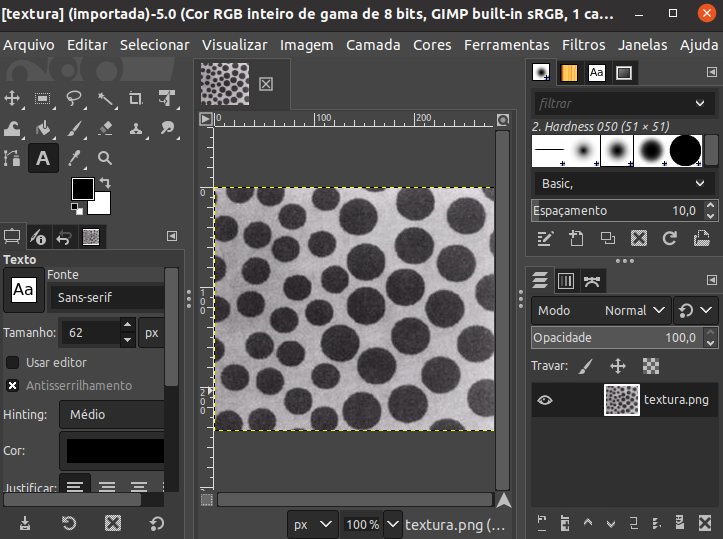 [textura] (importada)-5.0 (Cor RGB inteiro de gama de 8 bits, GIMP built-in sRGB, 1 ca…
Arquivo Editar Selecionar Visualizar Imagem Camada Cores Ferramentas Filtros Janelas Ajuda
filtrar
2. Hardness 050 (51 × 51)
Basic,
Espaçamento 10,0
Texto
Fonte
Aa Sans-serif
Tamanho: 62 px
Usar editor
Antisserrilhamento
Hinting: Médio
Cor:
Justificar:
0 100 200
0
100
200
px 100 % textura.png (…
Modo Normal
Opacidade 100,0
Travar:
textura.png